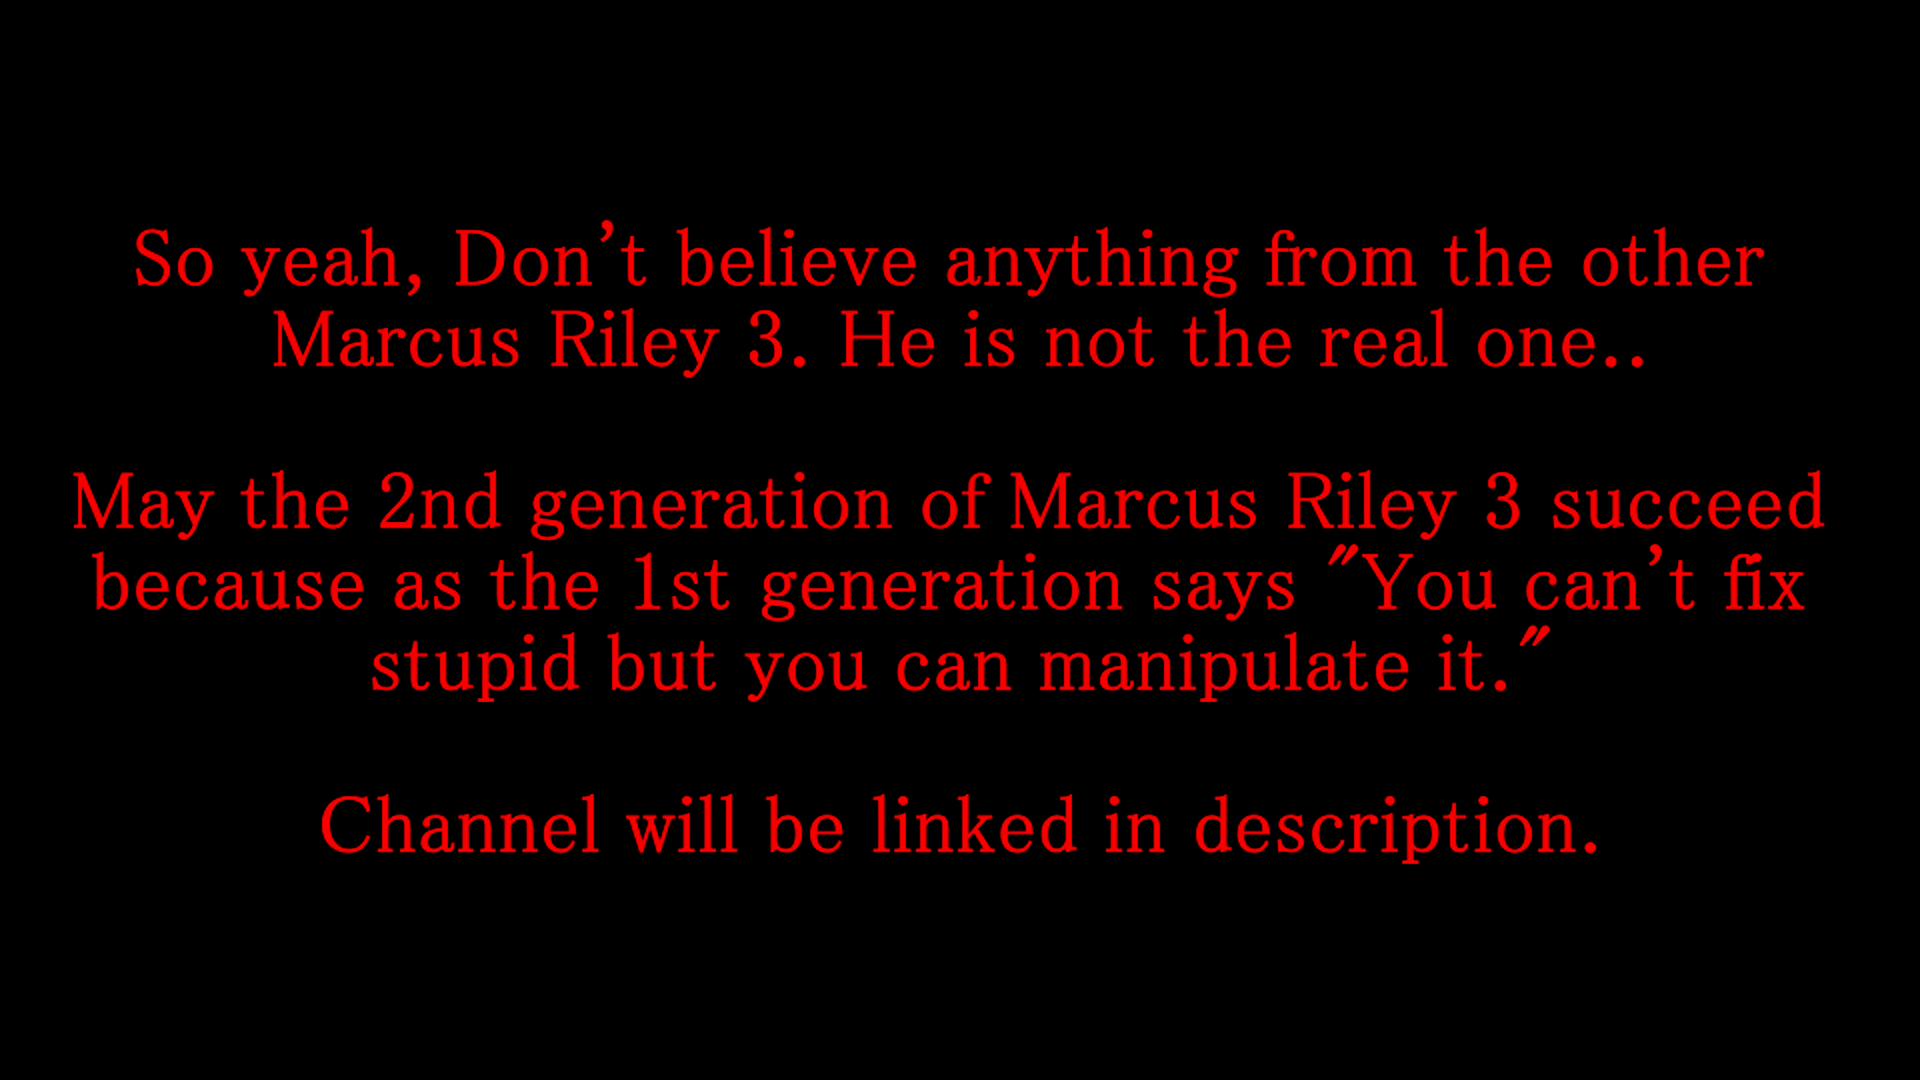 So yeah, Don't believe anything from the other
Marcus Riley 3. He is not the real one..
May the 2nd generation of Marcus Riley 3 succeed
because as the 1st generation says "You can't fix
stupid but you can manipulate it."
Channel will be linked in description.